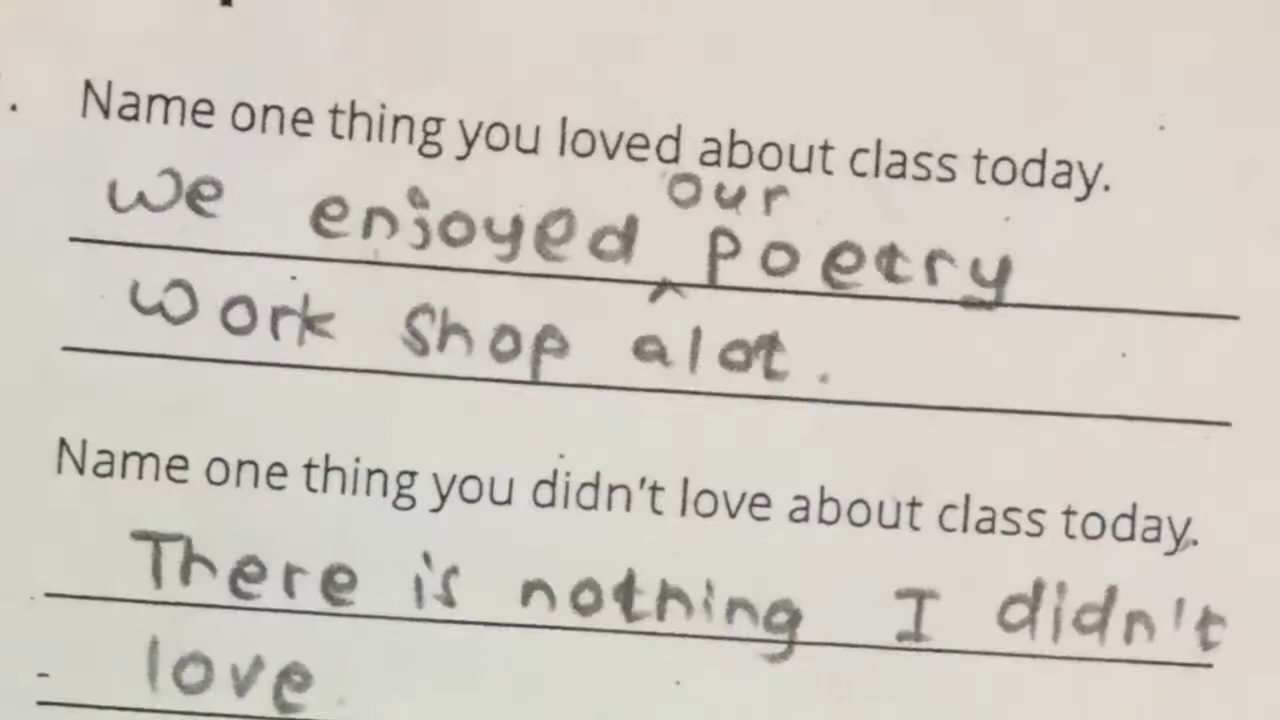 Name one thing you loved about class today.
we enjoyed our poetry
work shop alot.
Name one thing you didn't love about class today.
There is nothing I didn't
love